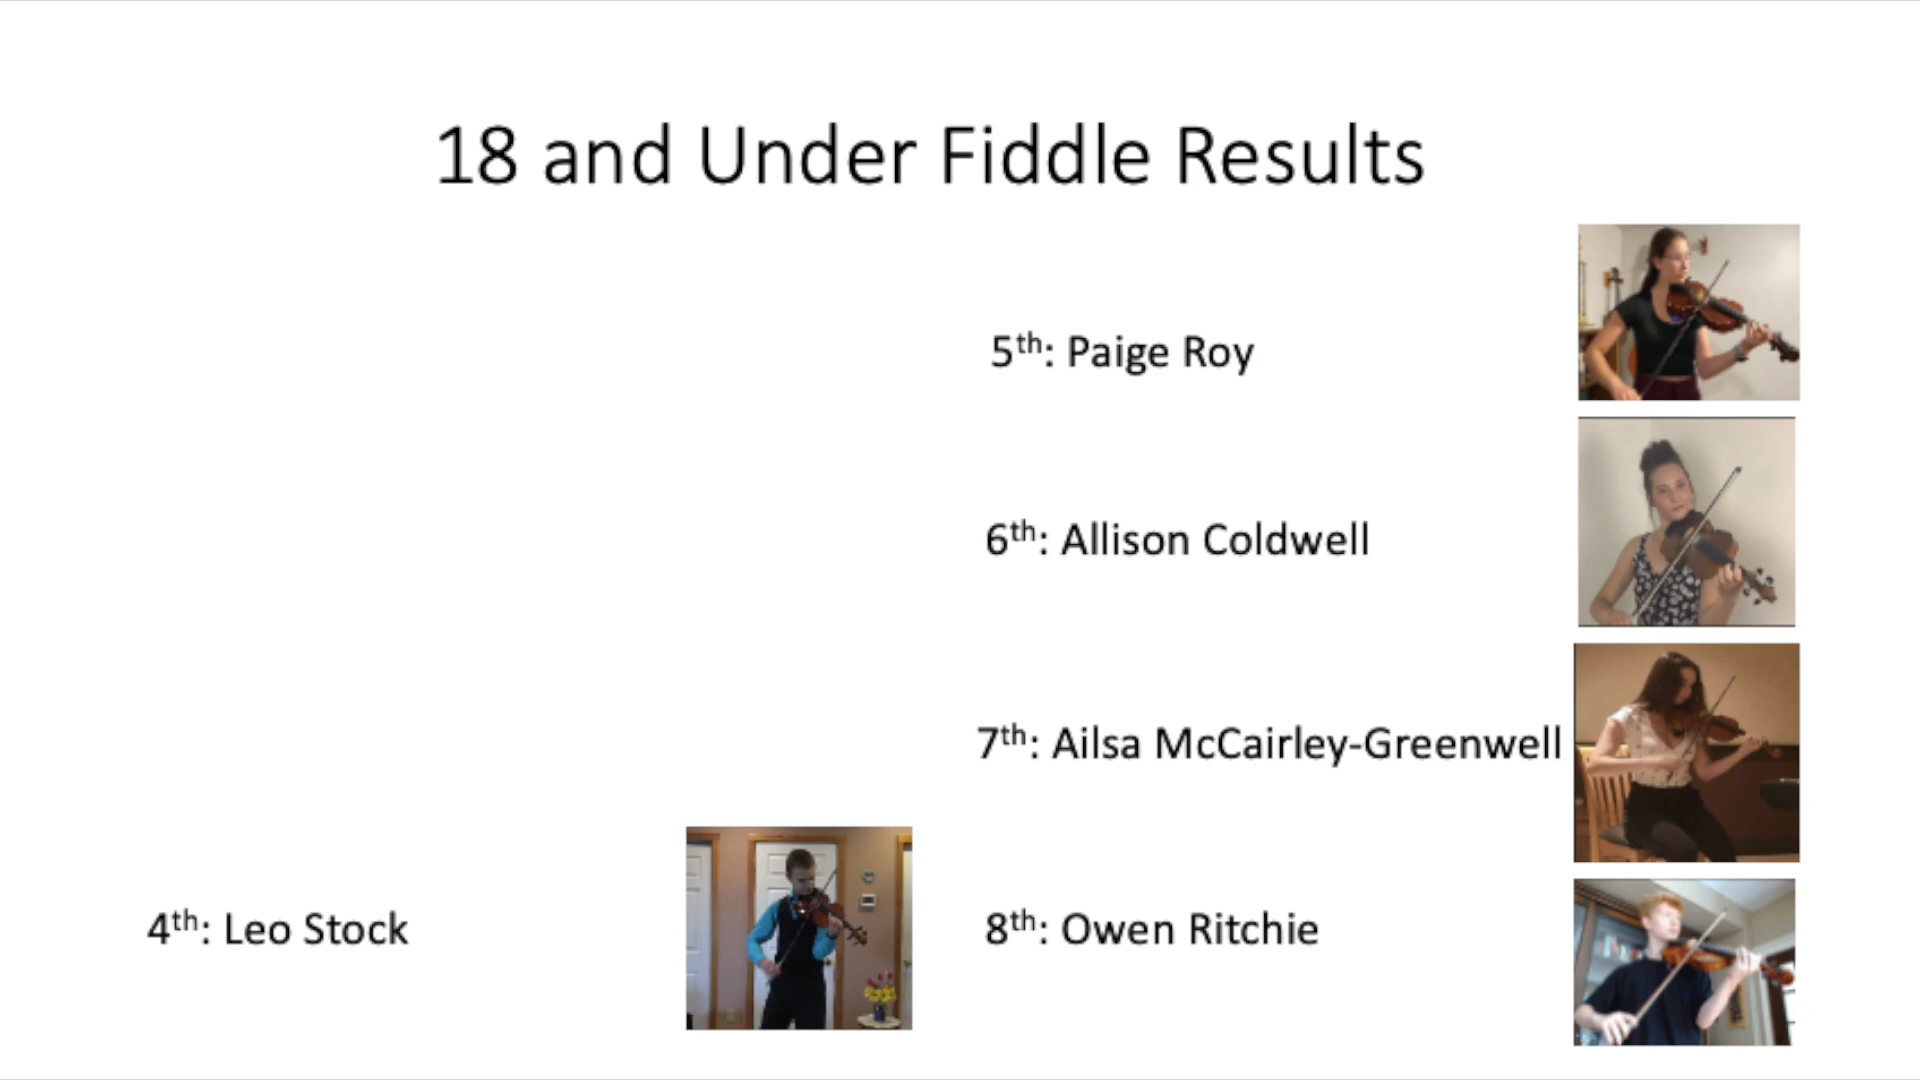 18 and Under Fiddle Results
5th: Paige Roy
6th: Allison Coldwell
7th: Ailsa McCairley-Greenwell
4th: Leo Stock
8th: Owen Ritchie